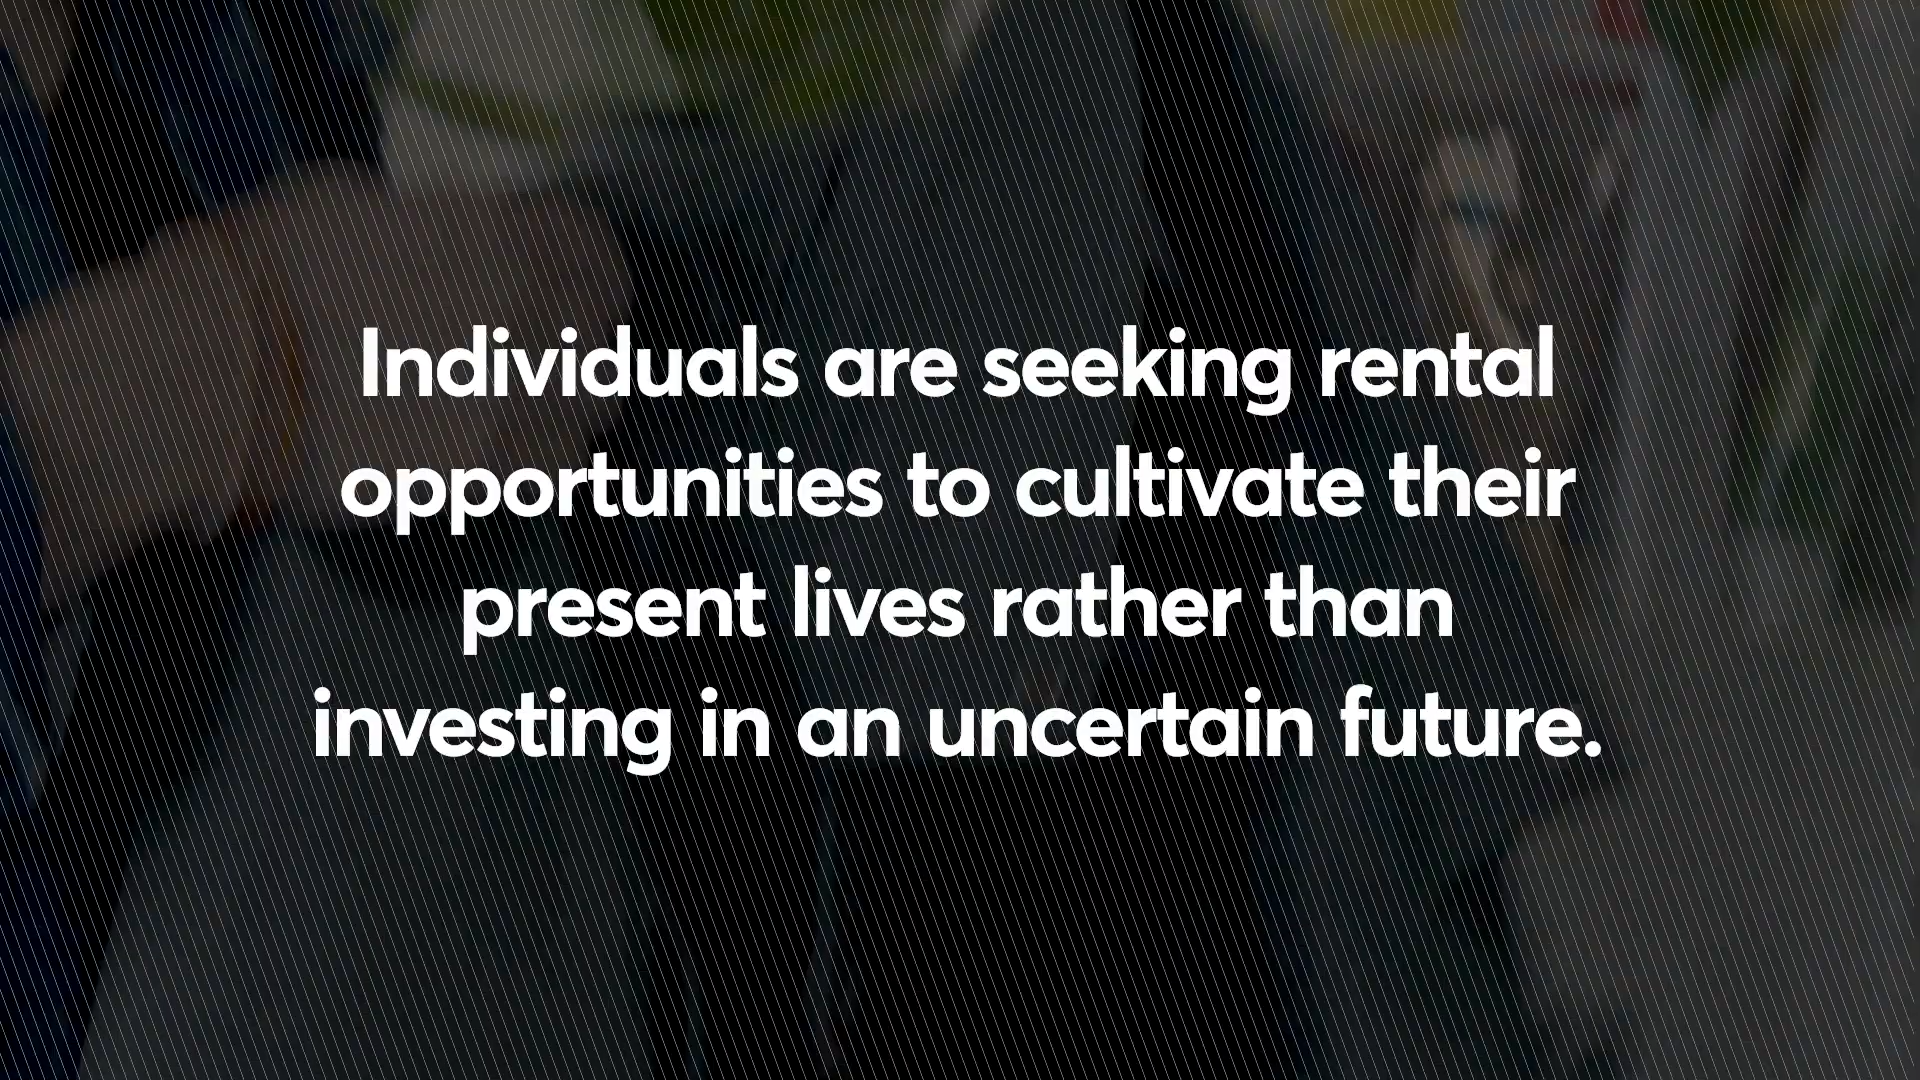 Individuals are seeking rental
opportunities to cultivate their
present lives rather than
investing in an uncertain future.